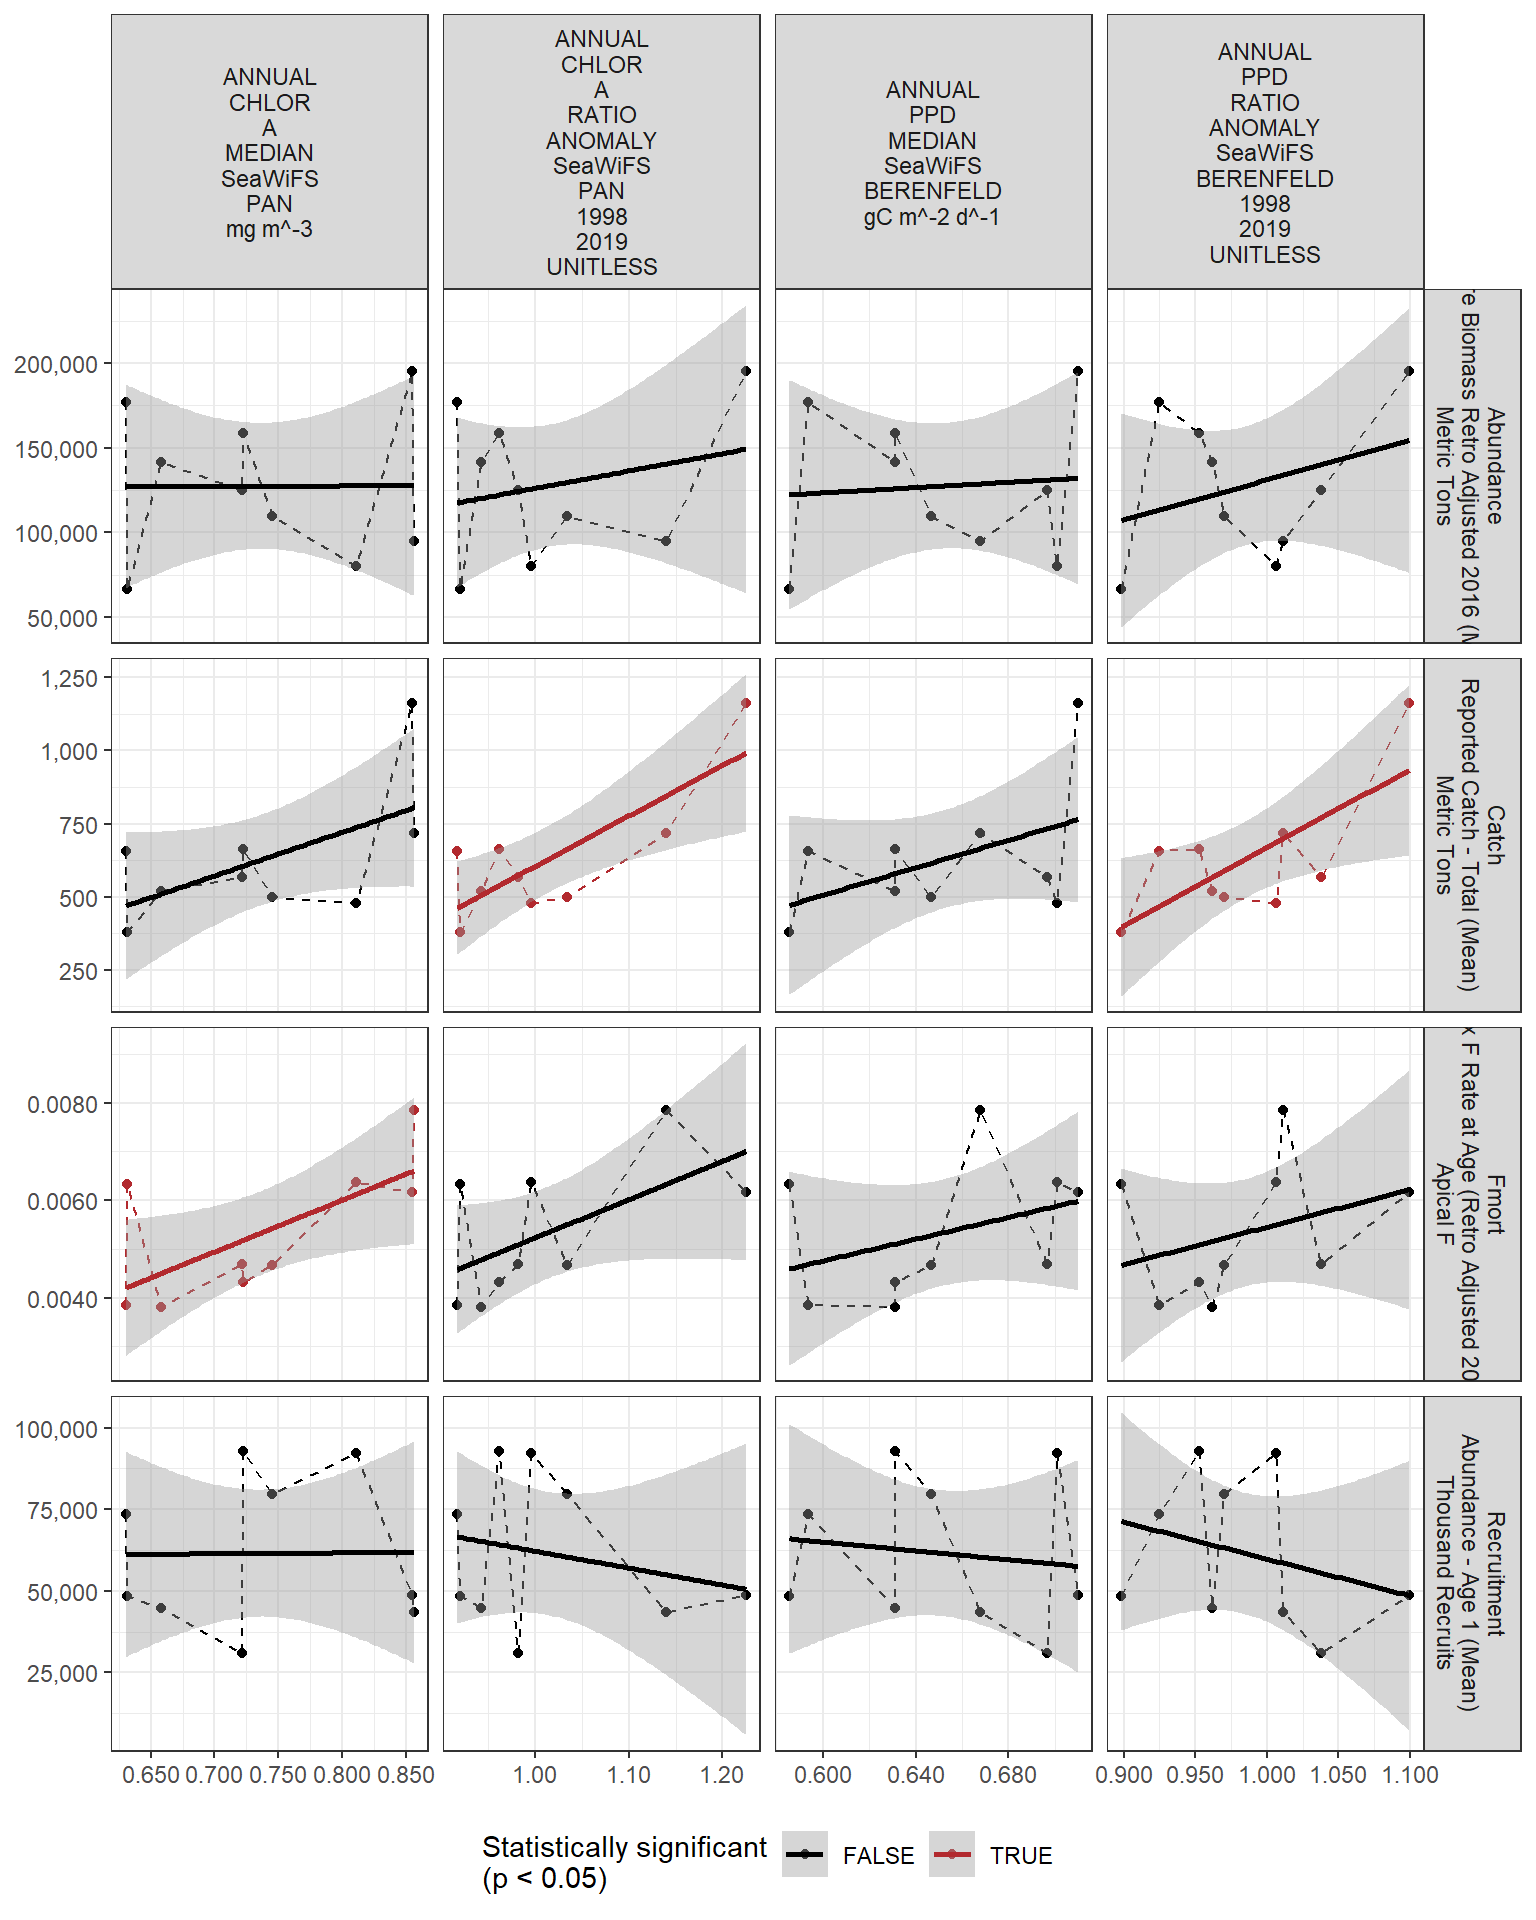 ANNUAL
CHLOR
A
MEDIAN
SeaWiFS
PAN
mg m^-3
ANNUAL
CHLOR
A
RATIO
ANOMALY
SeaWiFS
PAN
1998
2019
UNITLESS
ANNUAL
PPD
MEDIAN
SeaWiFS
BERENFELD
gC m^-2 d^-1
ANNUAL
PPD
RATIO
ANOMALY
SeaWiFS
BERENFELD
1998
2019
UNITLESS
200,000
150,000
100,000
50,000
Abundance
e Biomass Retro Adjusted 2016 (M
Metric Tons
1,250
1,000
750
500
250
Catch
Reported Catch - Total (Mean)
Metric Tons
0.0080
0.0060
0.0040
Fmort
x F Rate at Age (Retro Adjusted 20
Apical F
100,000
75,000
50,000
25,000
Recruitment
Abundance - Age 1 (Mean)
Thousand Recruits
0.650 0.700 0.750 0.800 0.850
1.00 1.10 1.20
0.600 0.640 0.680
0.900 0.950 1.000 1.050 1.100
Statistically significant
(p < 0.05)
FALSE
TRUE